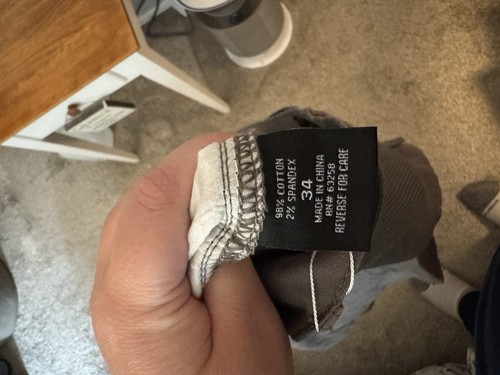 98% COTTON
2% SPANDEX
34
MADE IN CHINA
RN# 63258
REVERSE FOR CARE